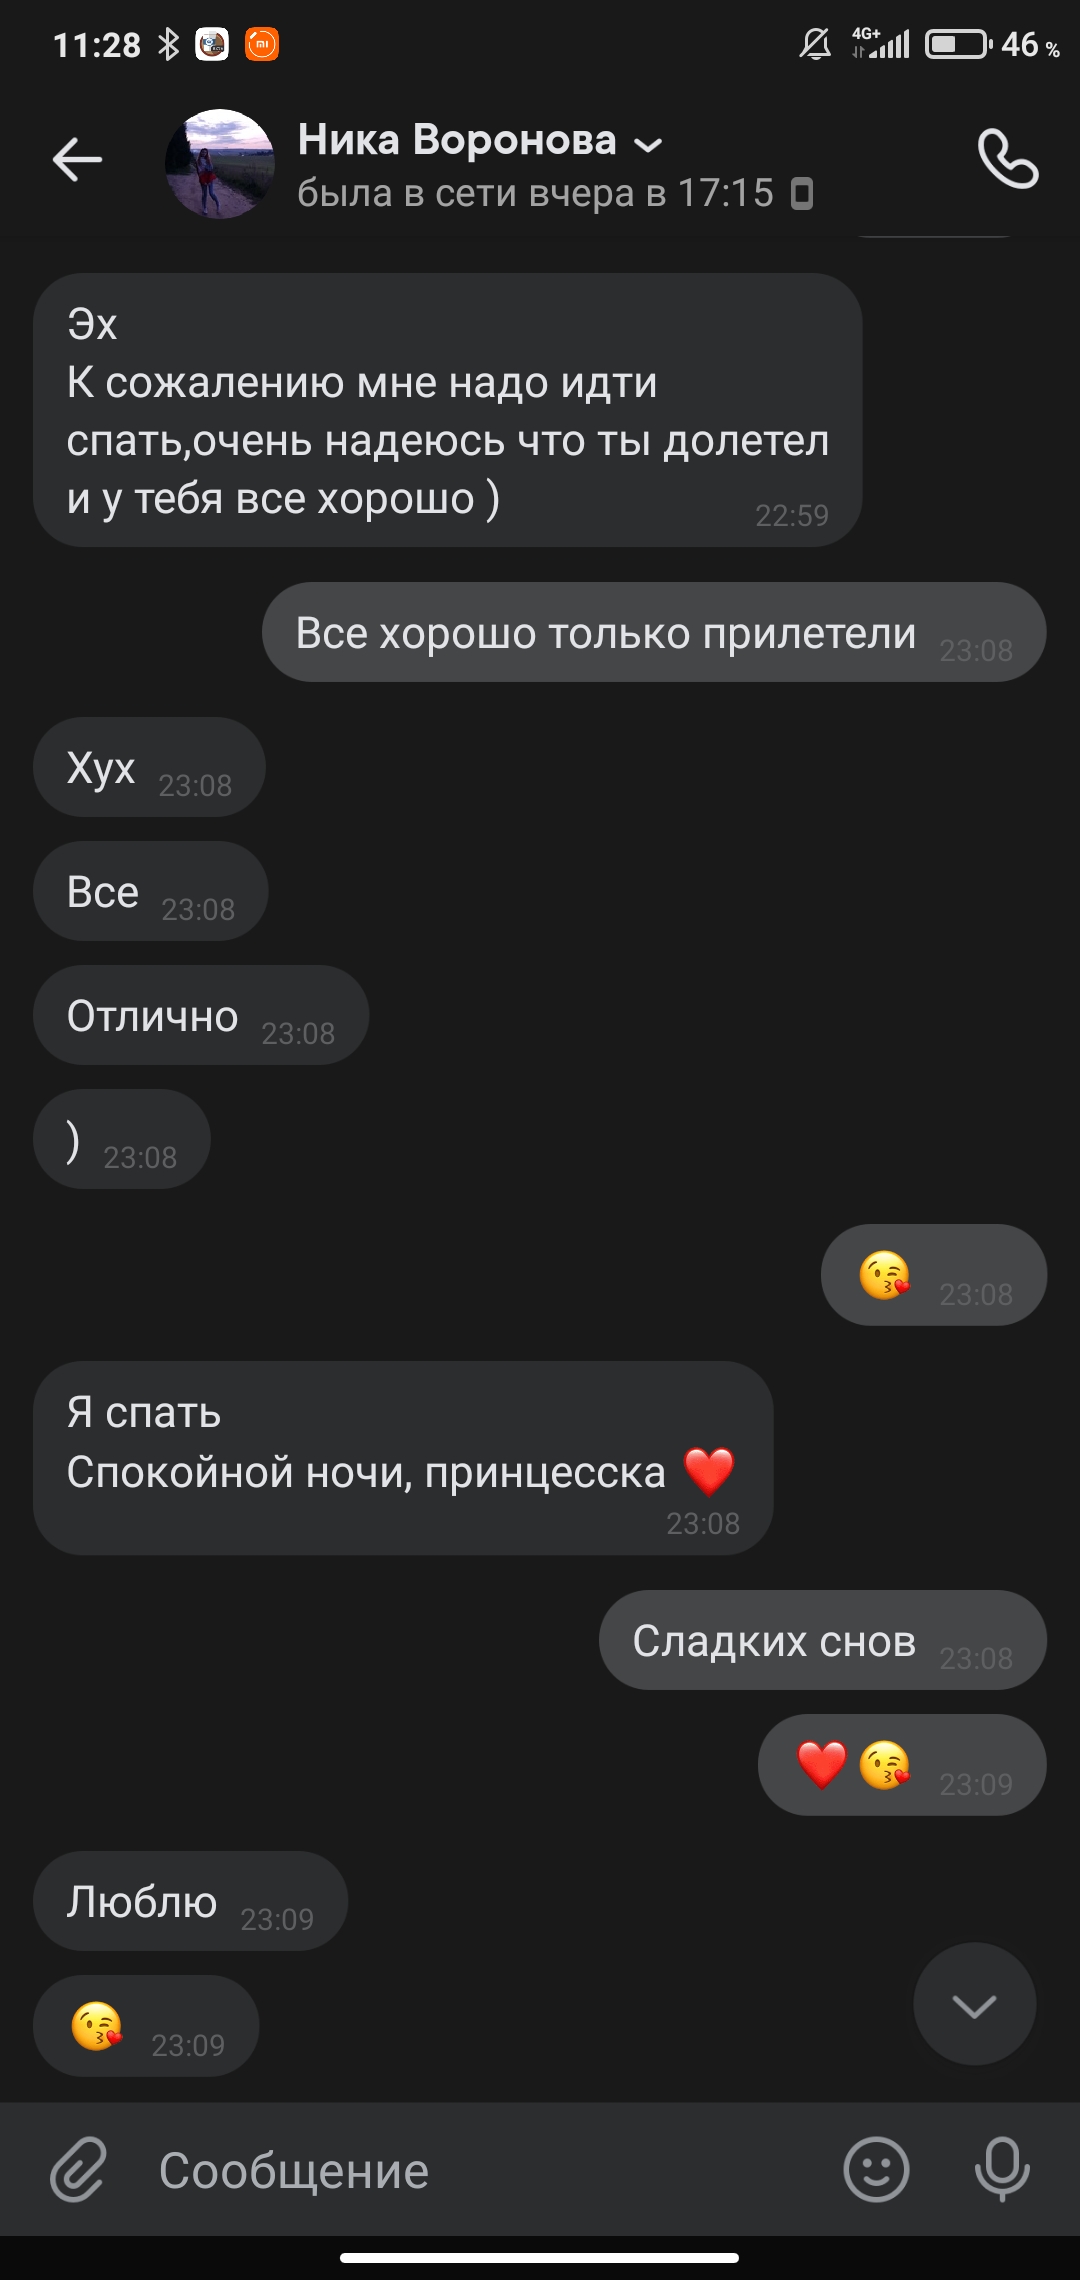 11:28
4G+
46 %
Ника Воронова
была в сети вчера в 17:15
Эх
К сожалению мне надо идти
спать,очень надеюсь что ты долетел
и у тебя все хорошо )
22:59
Все хорошо только прилетели 23:08
Хух 23:08
Все 23:08
Отлично 23:08
) 23:08
😘 23:08
Я спать
Спокойной ночи, принцесска ❤️
23:08
Сладких снов 23:08
❤️😘 23:09
Люблю 23:09
😘 23:09
Сообщение